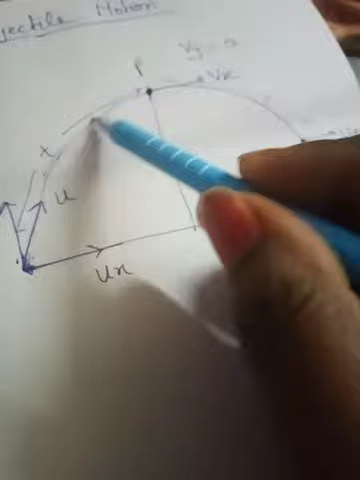 jectile Motion
P
Vy = 0
Vx
t
u
ux